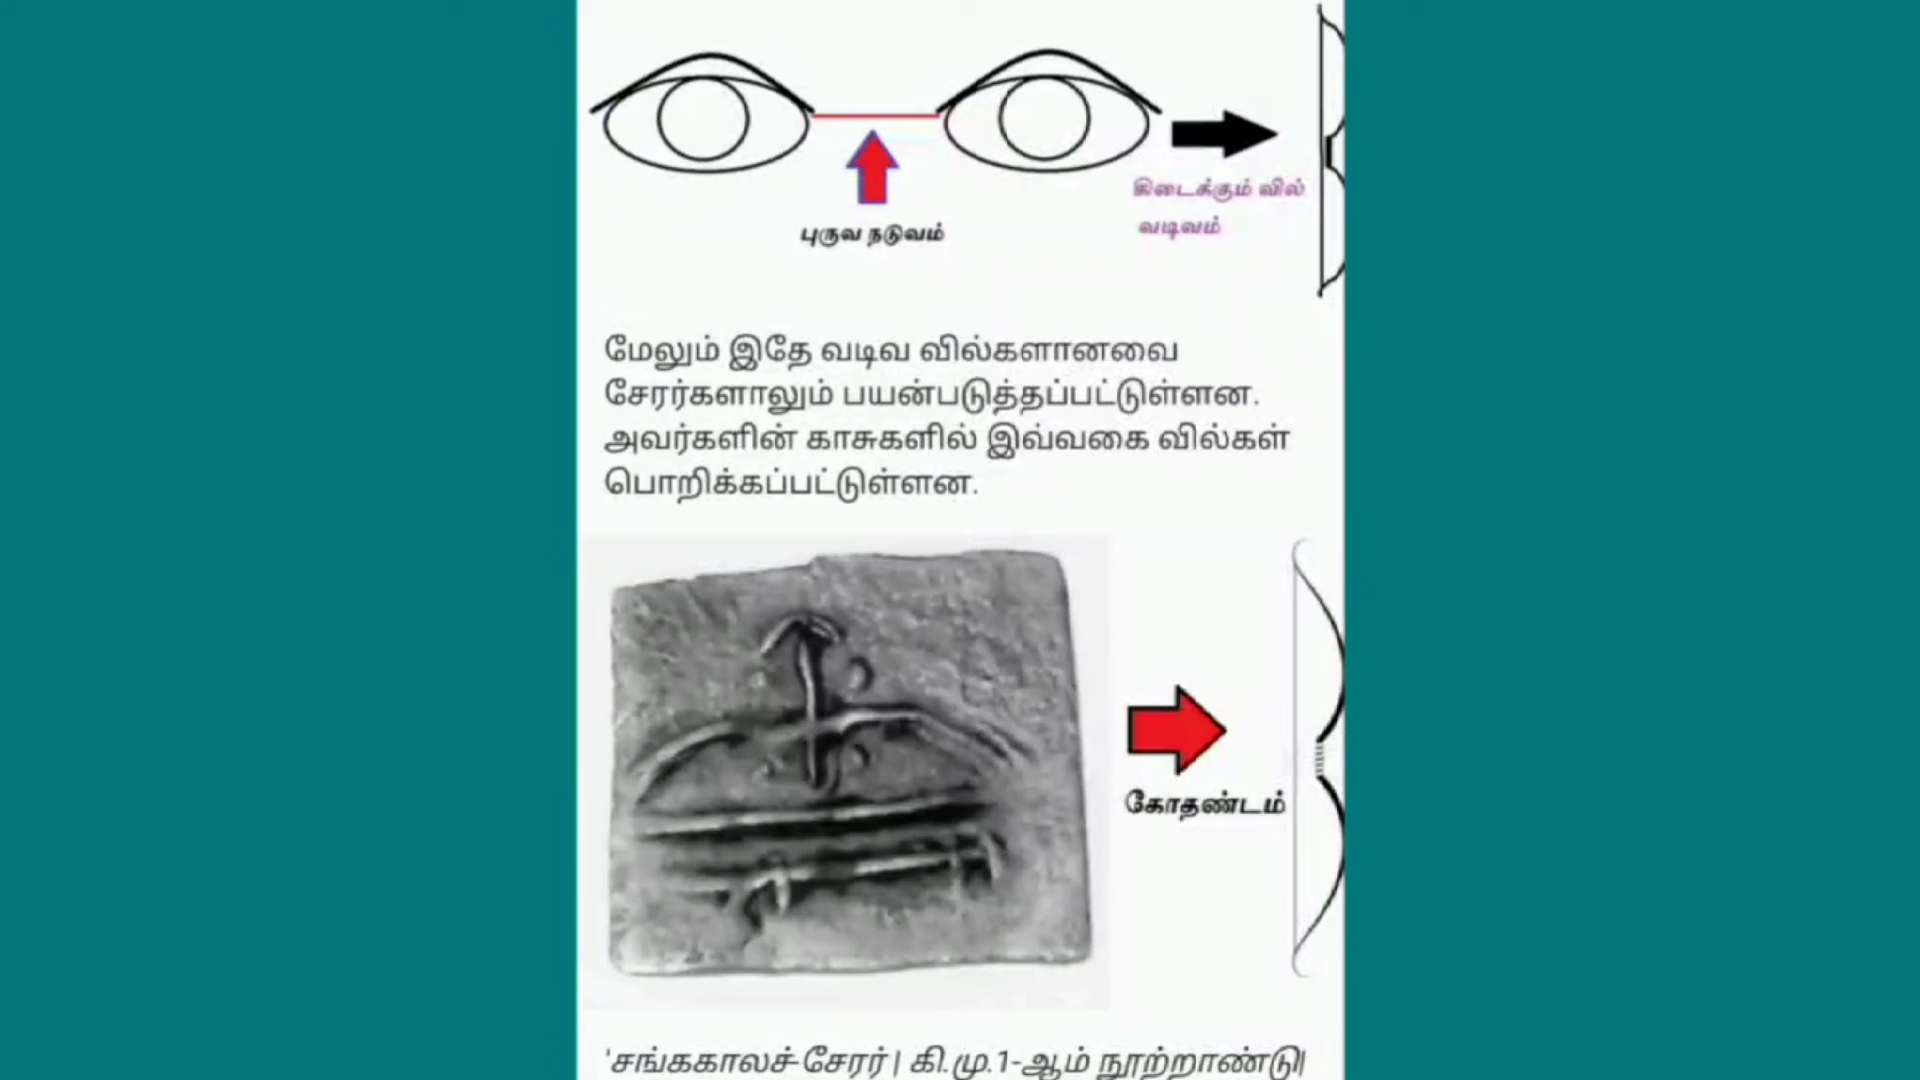 கிடைக்கும் வில்
வடிவம்
புருவ நடுவம்
மேலும் இதே வடிவ வில்களானவை
சேரர்களாலும் பயன்படுத்தப்பட்டுள்ளன.
அவர்களின் காசுகளில் இவ்வகை வில்கள்
பொறிக்கப்பட்டுள்ளன.
கோதண்டம்
'சங்ககாலச் சேரர் | கி.மு.1-ஆம் நூற்றாண்டு|